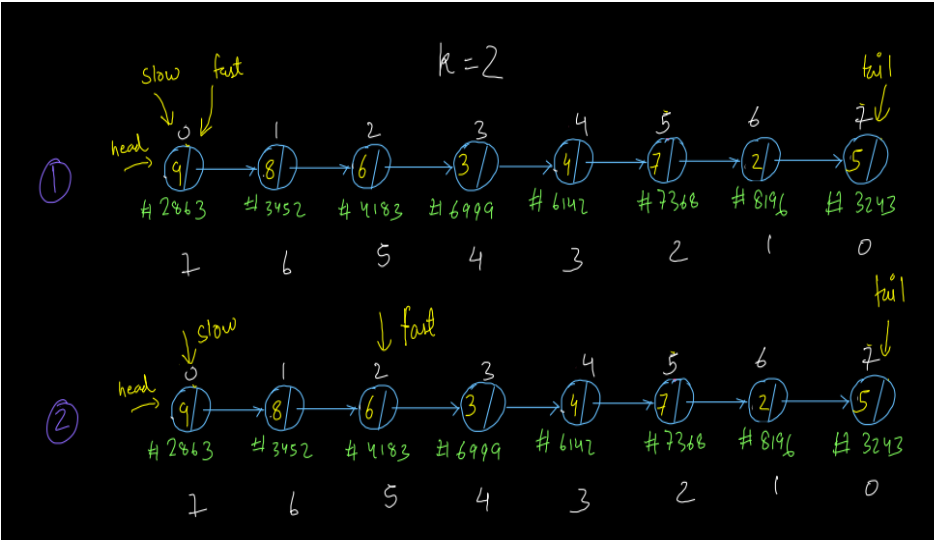 k=2
slow fast tail
0 1 2 3 4 5 6 7
head
① 9 8 6 3 4 7 2 5
#2863 #3452 #4183 #6999 #6142 #7368 #8196 #3243
7 6 5 4 3 2 1 0
tail
slow fast
0 1 2 3 4 5 6 7
head
② 9 8 6 3 4 7 2 5
#2863 #3452 #4183 #6999 #6142 #7368 #8196 #3243
7 6 5 4 3 2 1 0